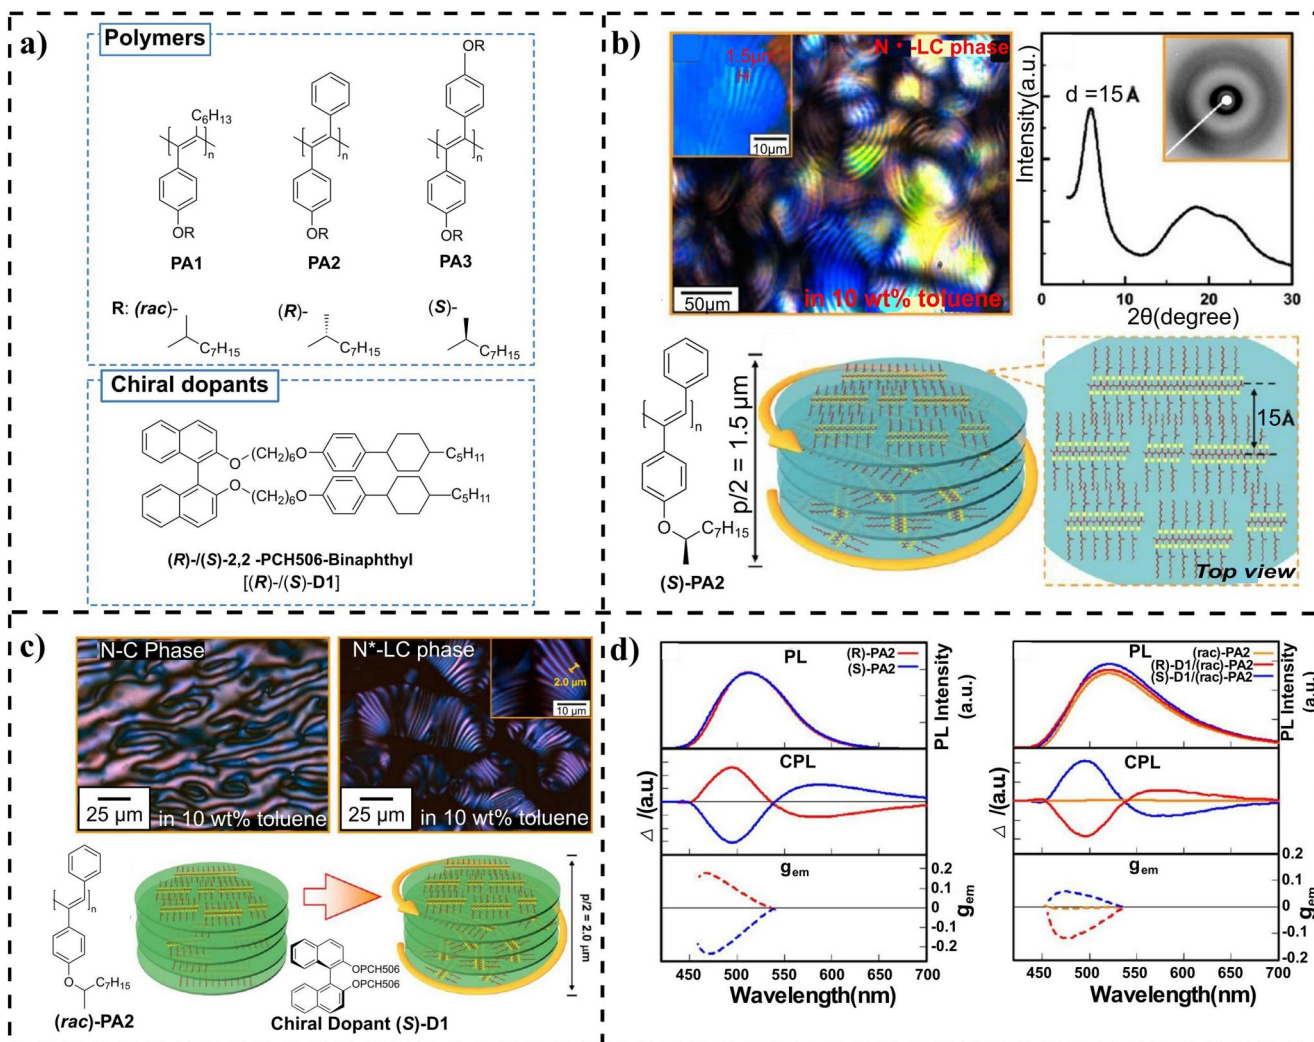 a)
Polymers
OR
C6H13
n
n
n
OR
OR
OR
PA1
PA2
PA3
R: (rac)-
(R)-
(S)-
C7H15
C7H15
C7H15
Chiral dopants
O-(CH2)6-O
C5H11
O-(CH2)6-O
C5H11
(R)-/(S)-2,2 -PCH506-Binaphthyl
[(R)-/(S)-D1]
b)
N*-LC phase
1.5μm
10μm
50μm
in 10 wt% toluene
Intensity(a.u.)
d =15Å
0
10
20
30
2θ(degree)
n
O
C7H15
(S)-PA2
p/2 = 1.5 μm
15Å
Top view
c)
N-C Phase
25 μm
in 10 wt% toluene
N*-LC phase
2.0 μm
10 μm
25 μm
in 10 wt% toluene
n
O
C7H15
(rac)-PA2
OPCH506
OPCH506
Chiral Dopant (S)-D1
p/2 = 2.0 μm
d)
PL
(R)-PA2
(S)-PA2
PL Intensity
(a.u.)
CPL
△ I(a.u.)
gem
0.2
0.1
0
0.1
-0.2
gem
450
500
550
600
650
700
Wavelength(nm)
PL
(rac)-PA2
(R)-D1/(rac)-PA2
(S)-D1/(rac)-PA2
PL Intensity
(a.u.)
CPL
△ I(a.u.)
gem
0.2
0.1
0
0.1
-0.2
gem
450
500
550
600
650
700
Wavelength(nm)